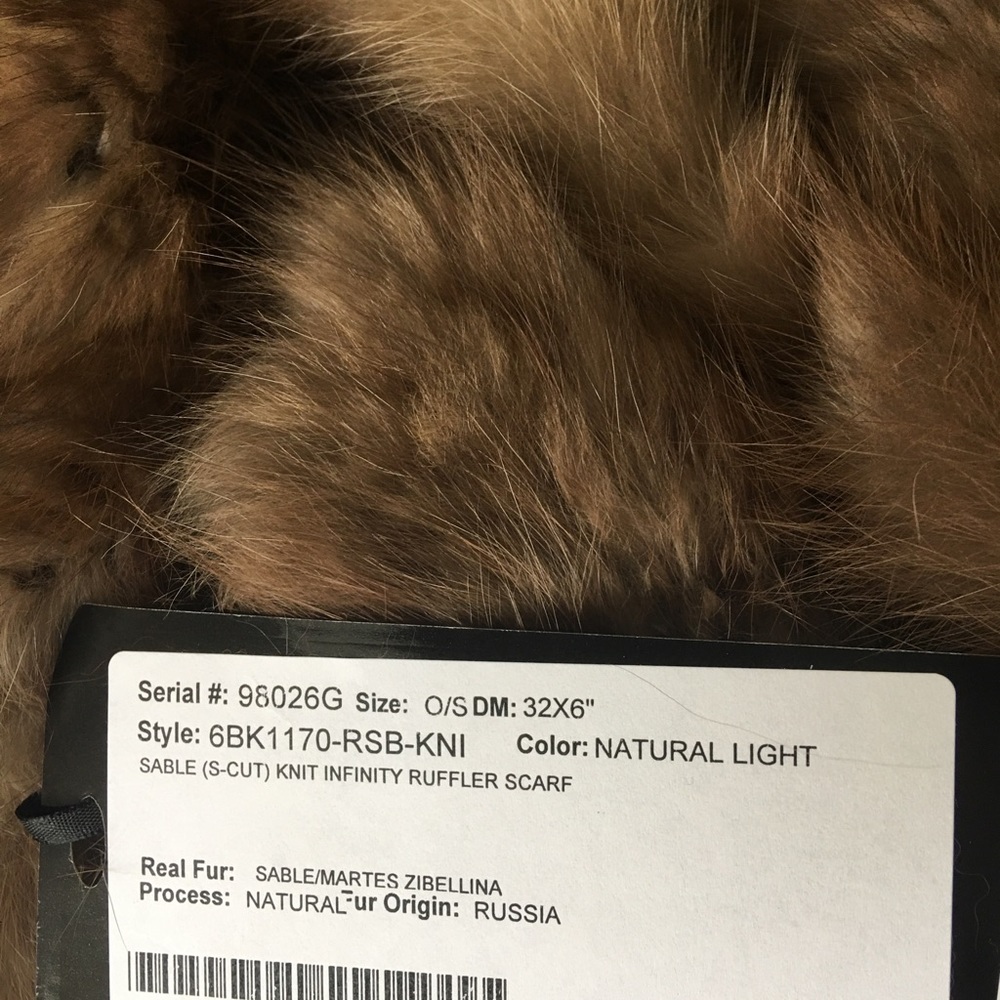 Serial #: 98026G Size: O/S DM: 32X6"
Style: 6BK1170-RSB-KNI Color: NATURAL LIGHT
SABLE (S-CUT) KNIT INFINITY RUFFLER SCARF
Real Fur: SABLE/MARTES ZIBELLINA
Process: NATURAL Fur Origin: RUSSIA